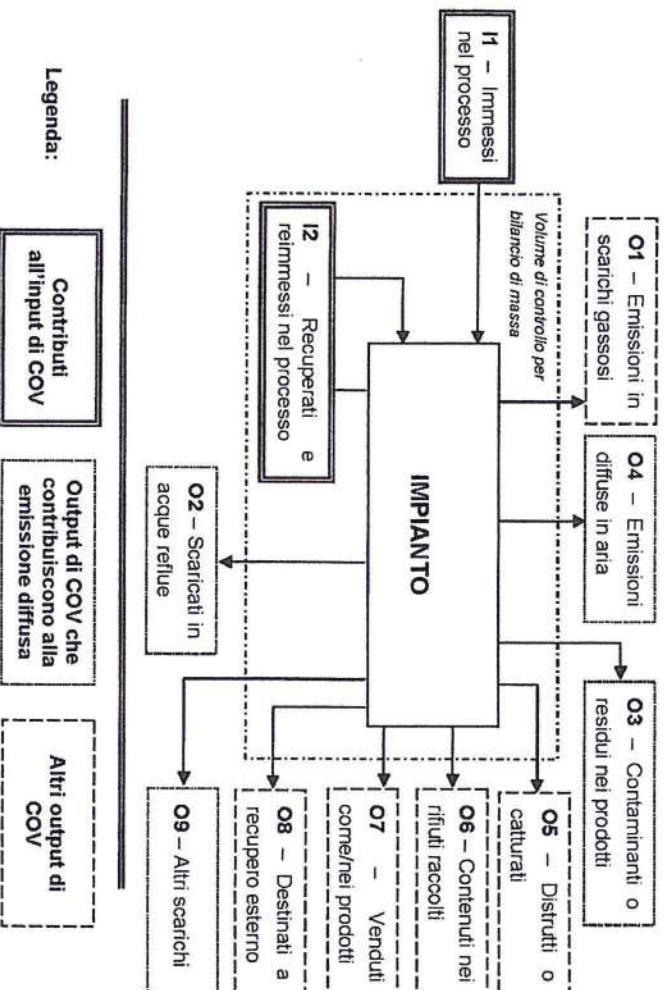 O1 – Emissioni in
scarichi gassosi
O4 – Emissioni
diffuse in aria
O3 – Contaminanti o
residui nei prodotti
I1 – Immessi
nel processo
Volume di controllo per
bilancio di massa
I2 – Recuperati e
reimmessi nel processo
IMPIANTO
O5 – Distrutti o
catturati
O6 – Contenuti nei
rifiuti raccolti
O7 – Venduti
come/nei prodotti
O8 – Destinati a
recupero esterno
O9 – Altri scarichi
O2 – Scaricati in
acque reflue
Legenda:
Contributi
all'input di COV
Output di COV che
contribuiscono alla
emissione diffusa
Altri output di
COV